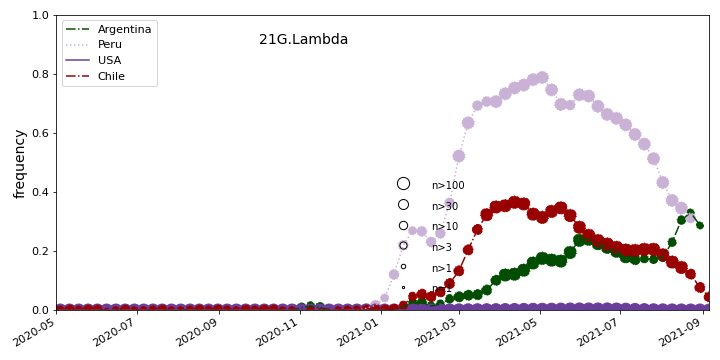 21G.Lambda
Argentina
Peru
USA
Chile
frequency
1.0
0.8
0.6
0.4
0.2
0.0
n>100
n>30
n>10
n>3
n>1
2020-05
2020-07
2020-09
2020-11
2021-01
2021-03
2021-05
2021-07
2021-09